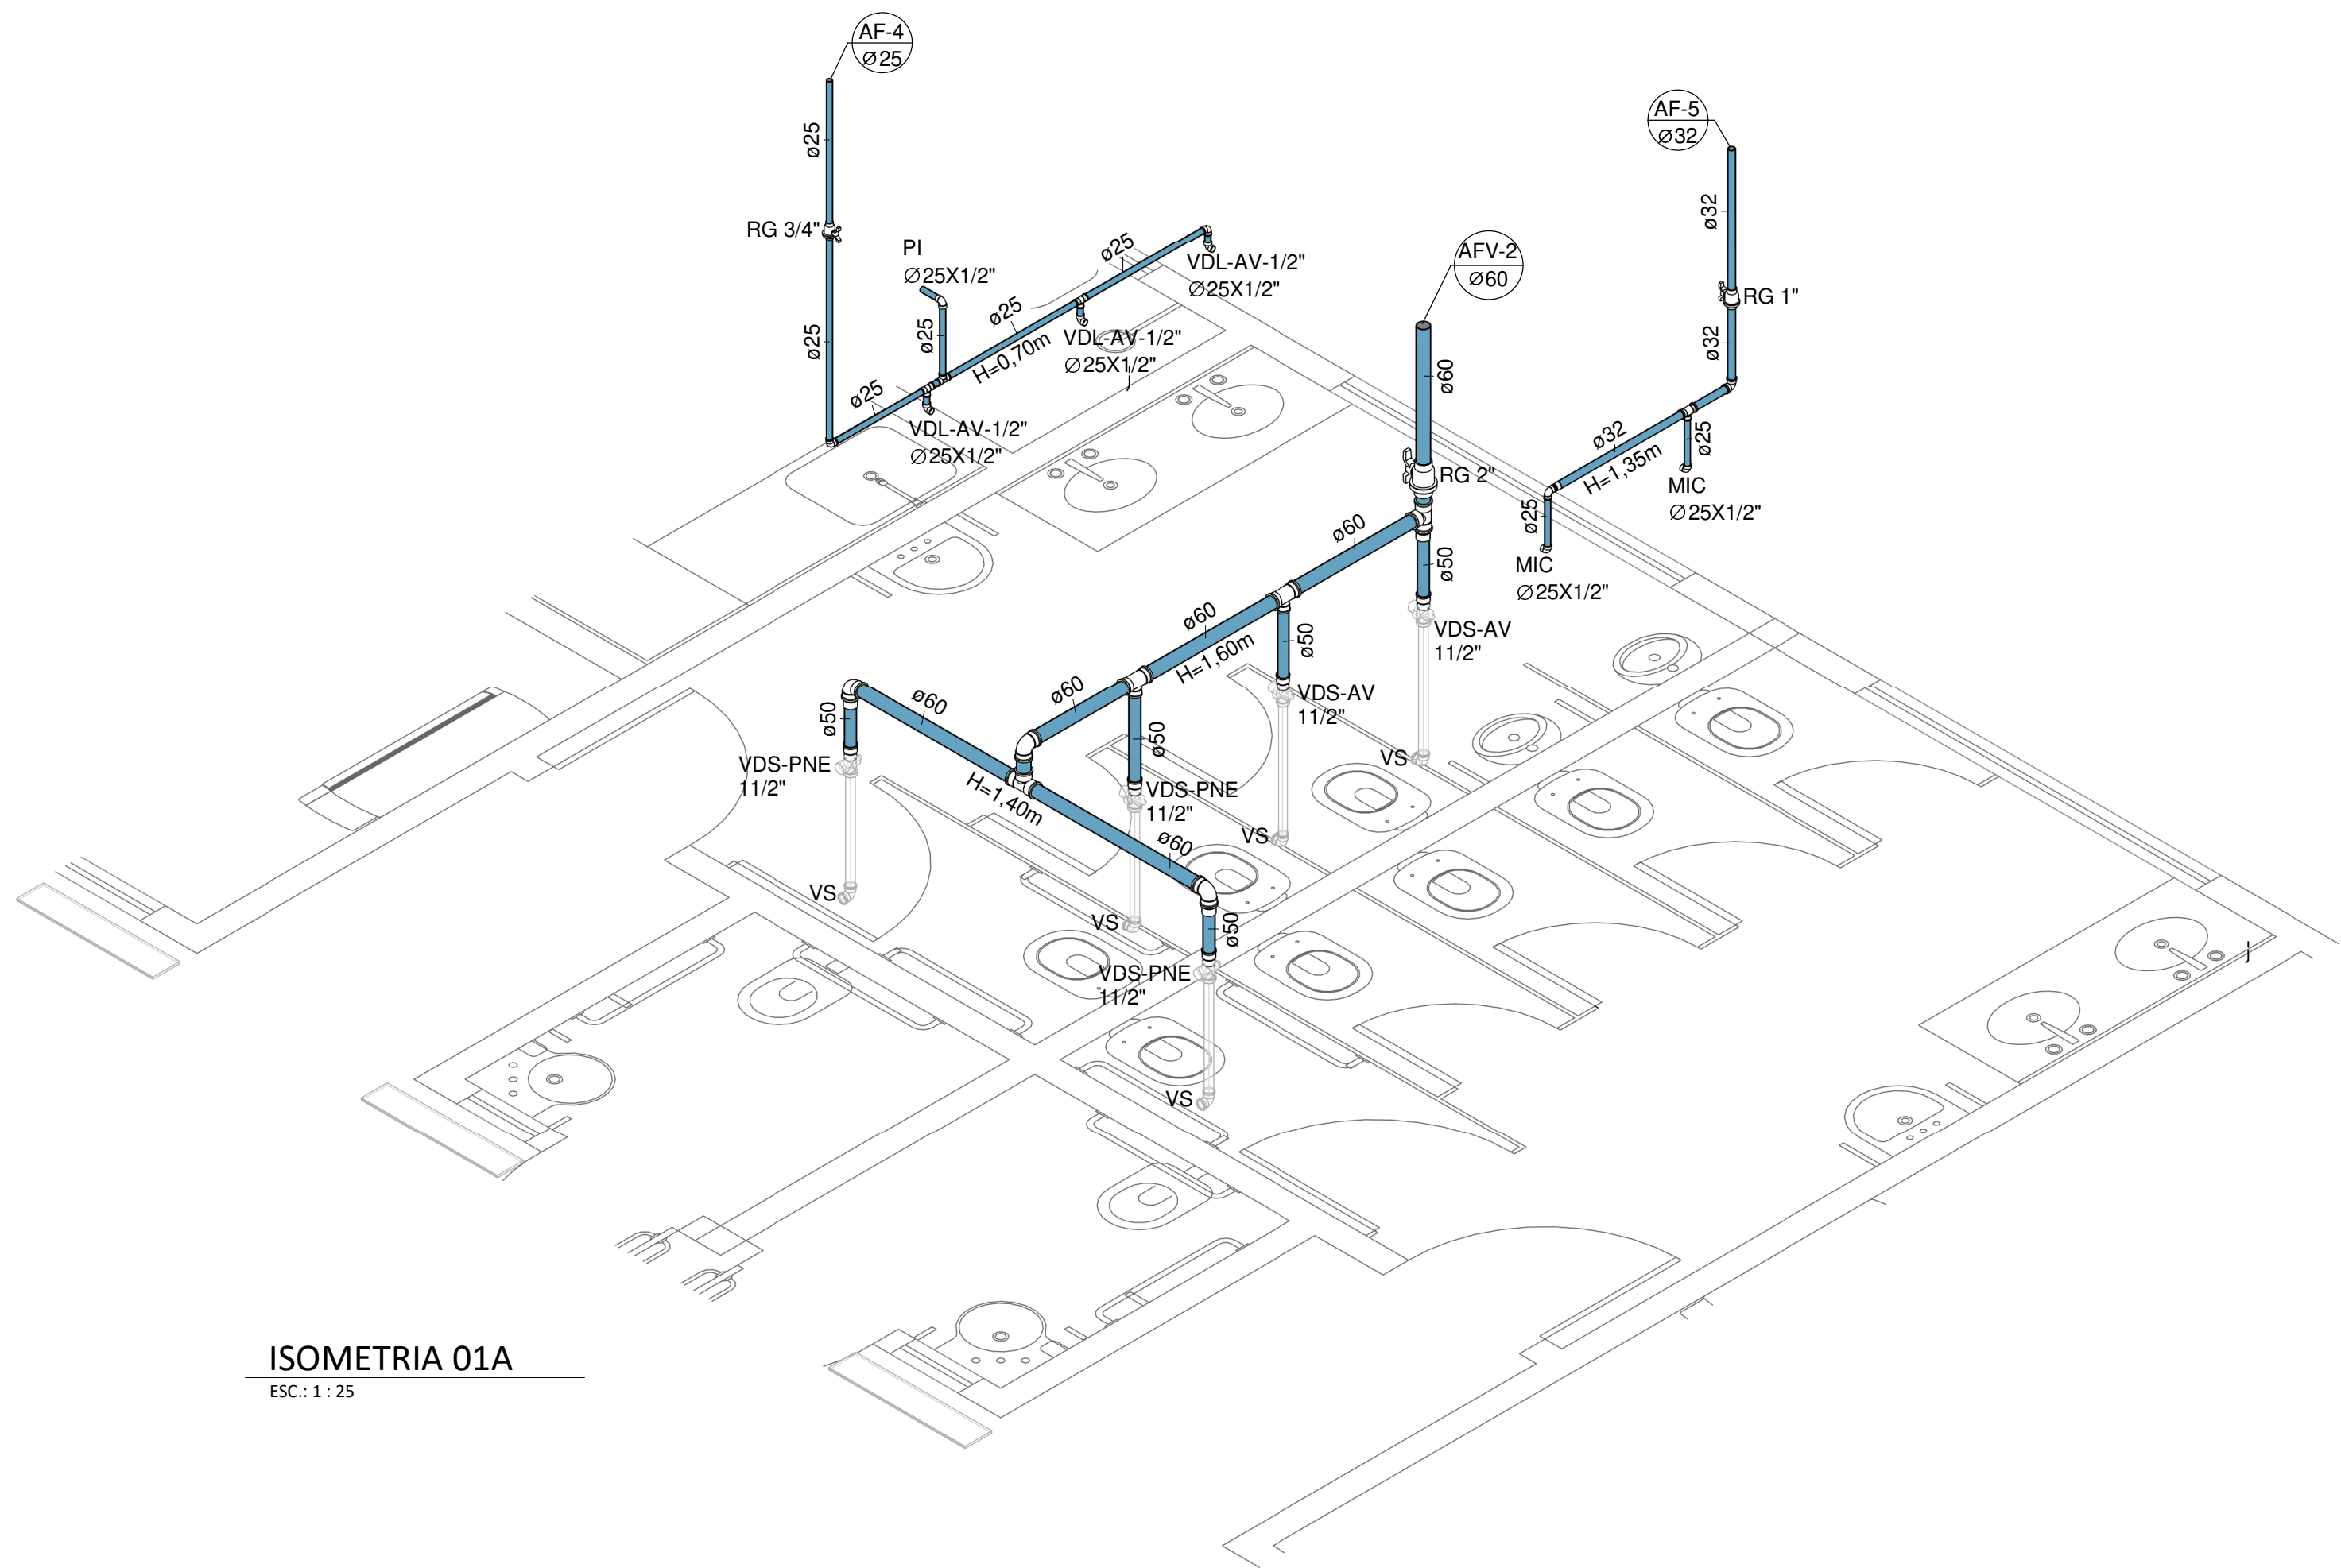 AF-4
Ø25
ø25
RG 3/4"
ø25
PI
Ø25X1/2"
ø25
ø25
VDL-AV-1/2"
Ø25X1/2"
ø25
H=0,70m
VDL-AV-1/2"
Ø25X1/2"
ø25
VDL-AV-1/2"
Ø25X1/2"
AF-5
Ø32
ø32
RG 1"
ø32
ø32
H=1,35m
ø25
MIC
Ø25X1/2"
ø25
MIC
Ø25X1/2"
AFV-2
Ø60
ø60
RG 2"
ø60
ø50
VDS-AV
11/2"
VS
ø60
H=1,60m
ø50
VDS-AV
11/2"
VS
ø60
ø50
VDS-PNE
11/2"
VS
ø60
ø50
VDS-PNE
11/2"
VS
H=1,40m
ø60
ø50
VDS-PNE
11/2"
VS
ISOMETRIA 01A
ESC.: 1 : 25